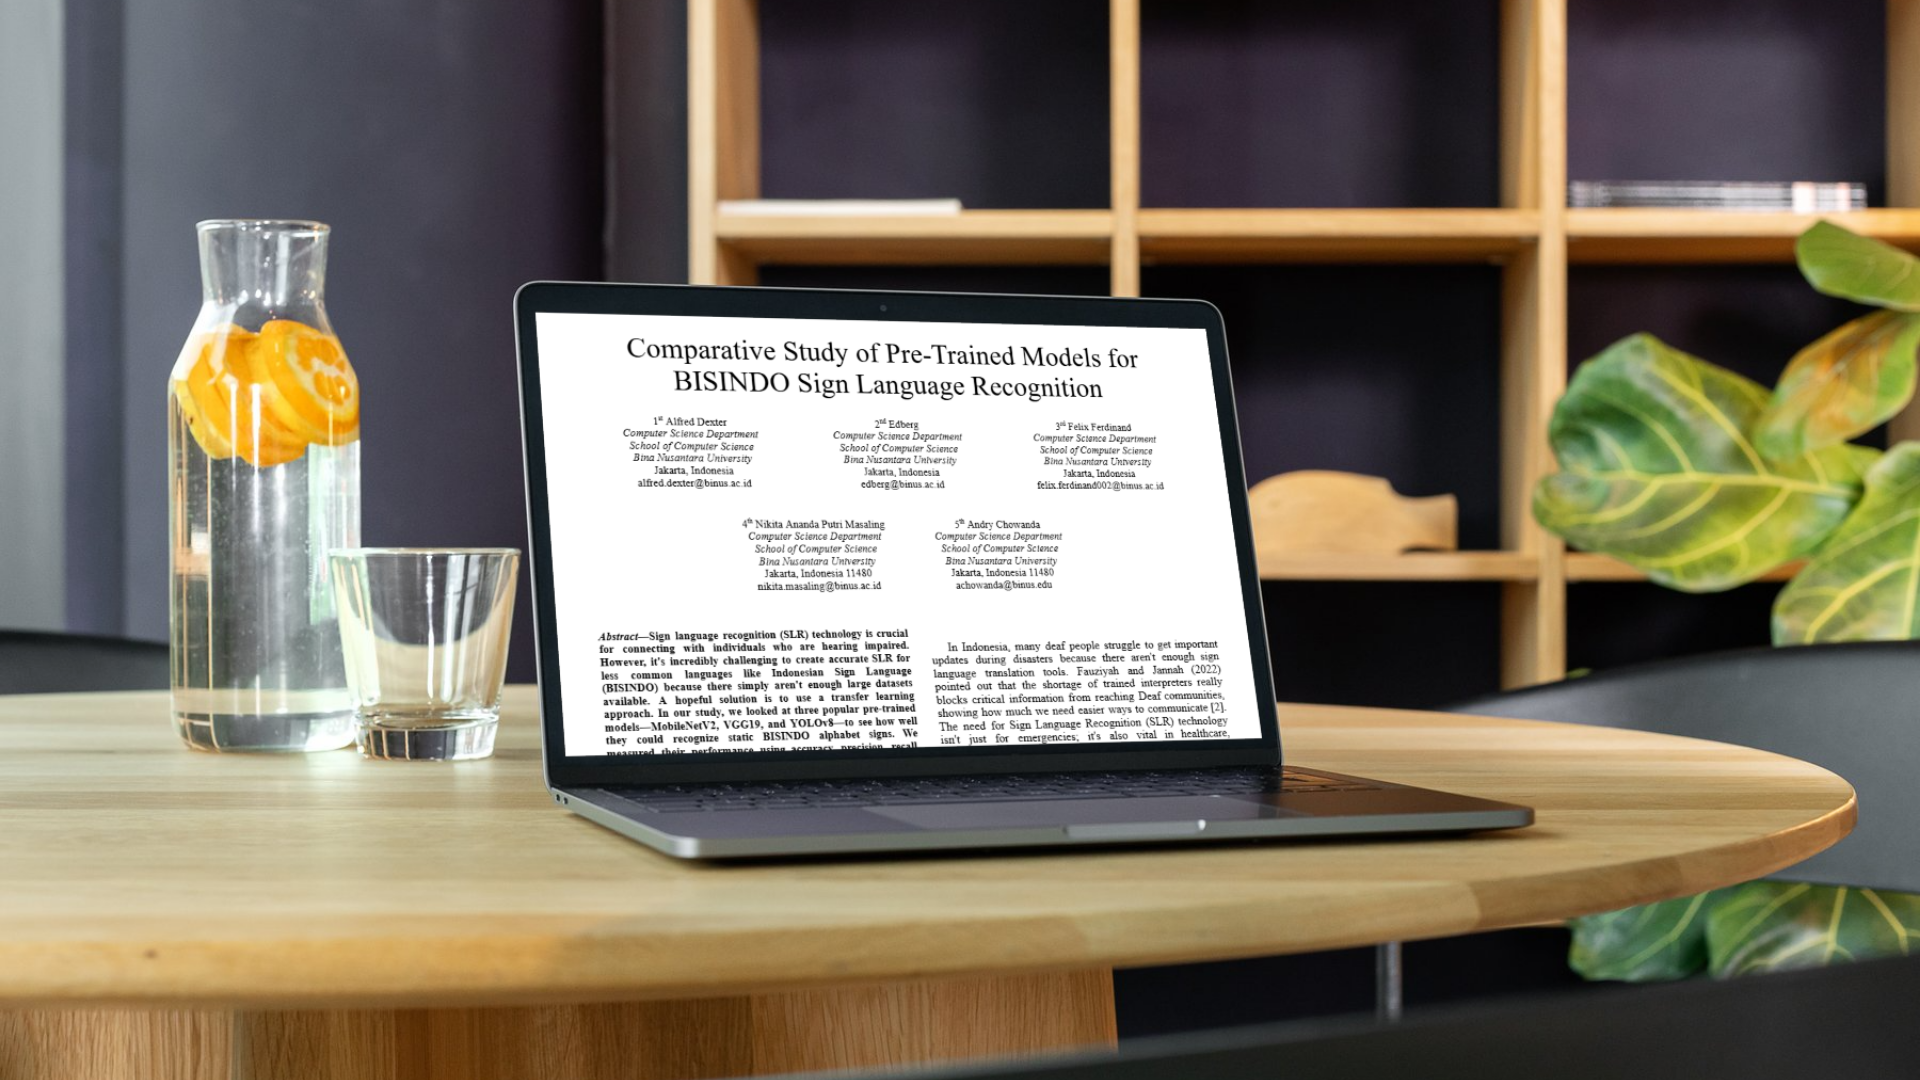 Comparative Study of Pre-Trained Models for
BISINDO Sign Language Recognition
1st Alfred Dexter
Computer Science Department
School of Computer Science
Bina Nusantara University
Jakarta, Indonesia
alfred.dexter@binus.ac.id
2nd Edberg
Computer Science Department
School of Computer Science
Bina Nusantara University
Jakarta, Indonesia
edberg@binus.ac.id
3rd Felix Ferdinand
Computer Science Department
School of Computer Science
Bina Nusantara University
Jakarta, Indonesia
felix.ferdinand002@binus.ac.id
4th Nikita Ananda Putri Masaling
Computer Science Department
School of Computer Science
Bina Nusantara University
Jakarta, Indonesia 11480
nikita.masaling@binus.ac.id
5th Andry Chowanda
Computer Science Department
School of Computer Science
Bina Nusantara University
Jakarta, Indonesia 11480
achowanda@binus.edu
Abstract—Sign language recognition (SLR) technology is crucial
for connecting with individuals who are hearing impaired.
However, it's incredibly challenging to create accurate SLR for
less common languages like Indonesian Sign Language
(BISINDO) because there simply aren't enough large datasets
available. A hopeful solution is to use a transfer learning
approach. In our study, we looked at three popular pre-trained
models—MobileNetV2, VGG19, and YOLOv8—to see how well
they could recognize static BISINDO alphabet signs. We
measured their performance using accuracy, precision, recall
In Indonesia, many deaf people struggle to get important
updates during disasters because there aren't enough sign
language translation tools. Fauziyah and Jannah (2022)
pointed out that the shortage of trained interpreters really
blocks critical information from reaching Deaf communities,
showing how much we need easier ways to communicate [2].
The need for Sign Language Recognition (SLR) technology
isn't just for emergencies; it's also vital in healthcare,